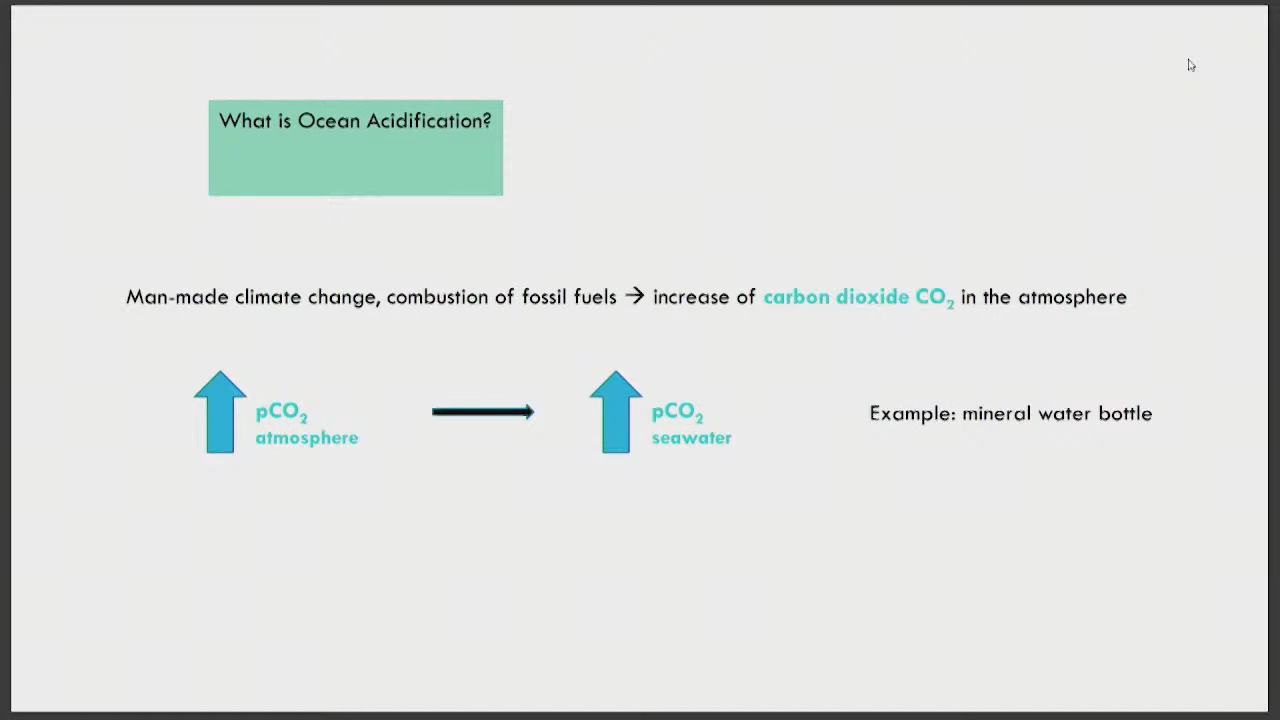 What is Ocean Acidification?
Man-made climate change, combustion of fossil fuels → increase of carbon dioxide CO₂ in the atmosphere
pCO₂
atmosphere
pCO₂
seawater
Example: mineral water bottle